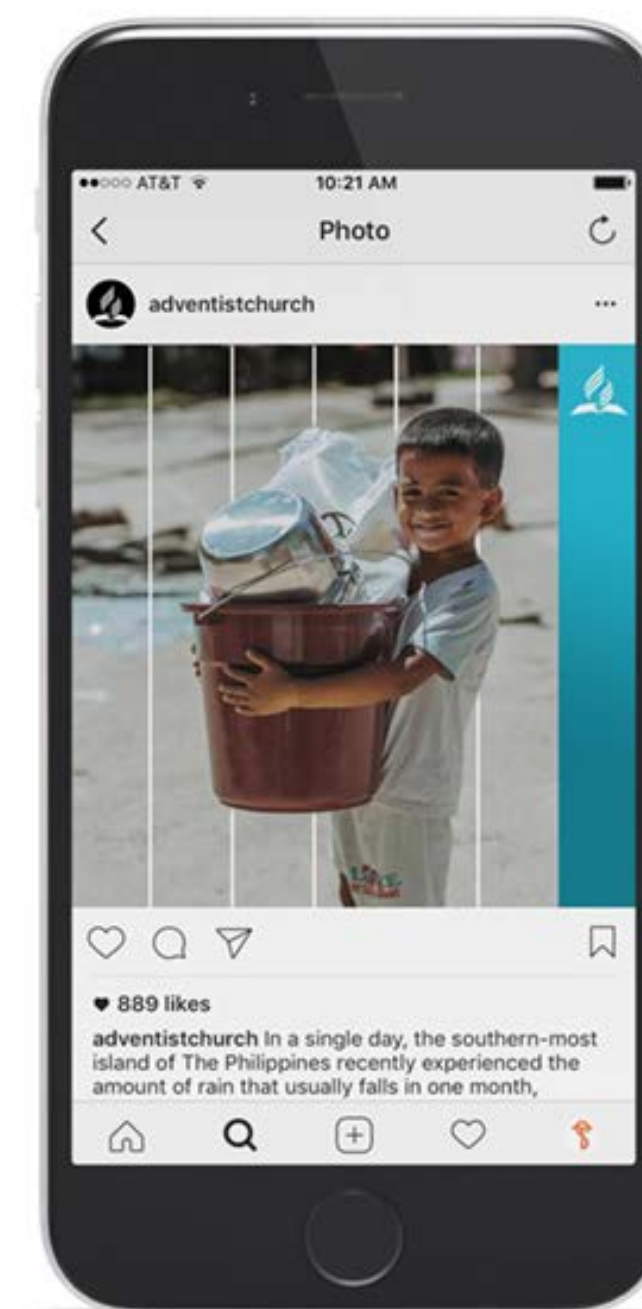 AT&T 10:21 AM
Photo
adventistchurch
889 likes
adventistchurch In a single day, the southern-most
island of The Philippines recently experienced the
amount of rain that usually falls in one month,